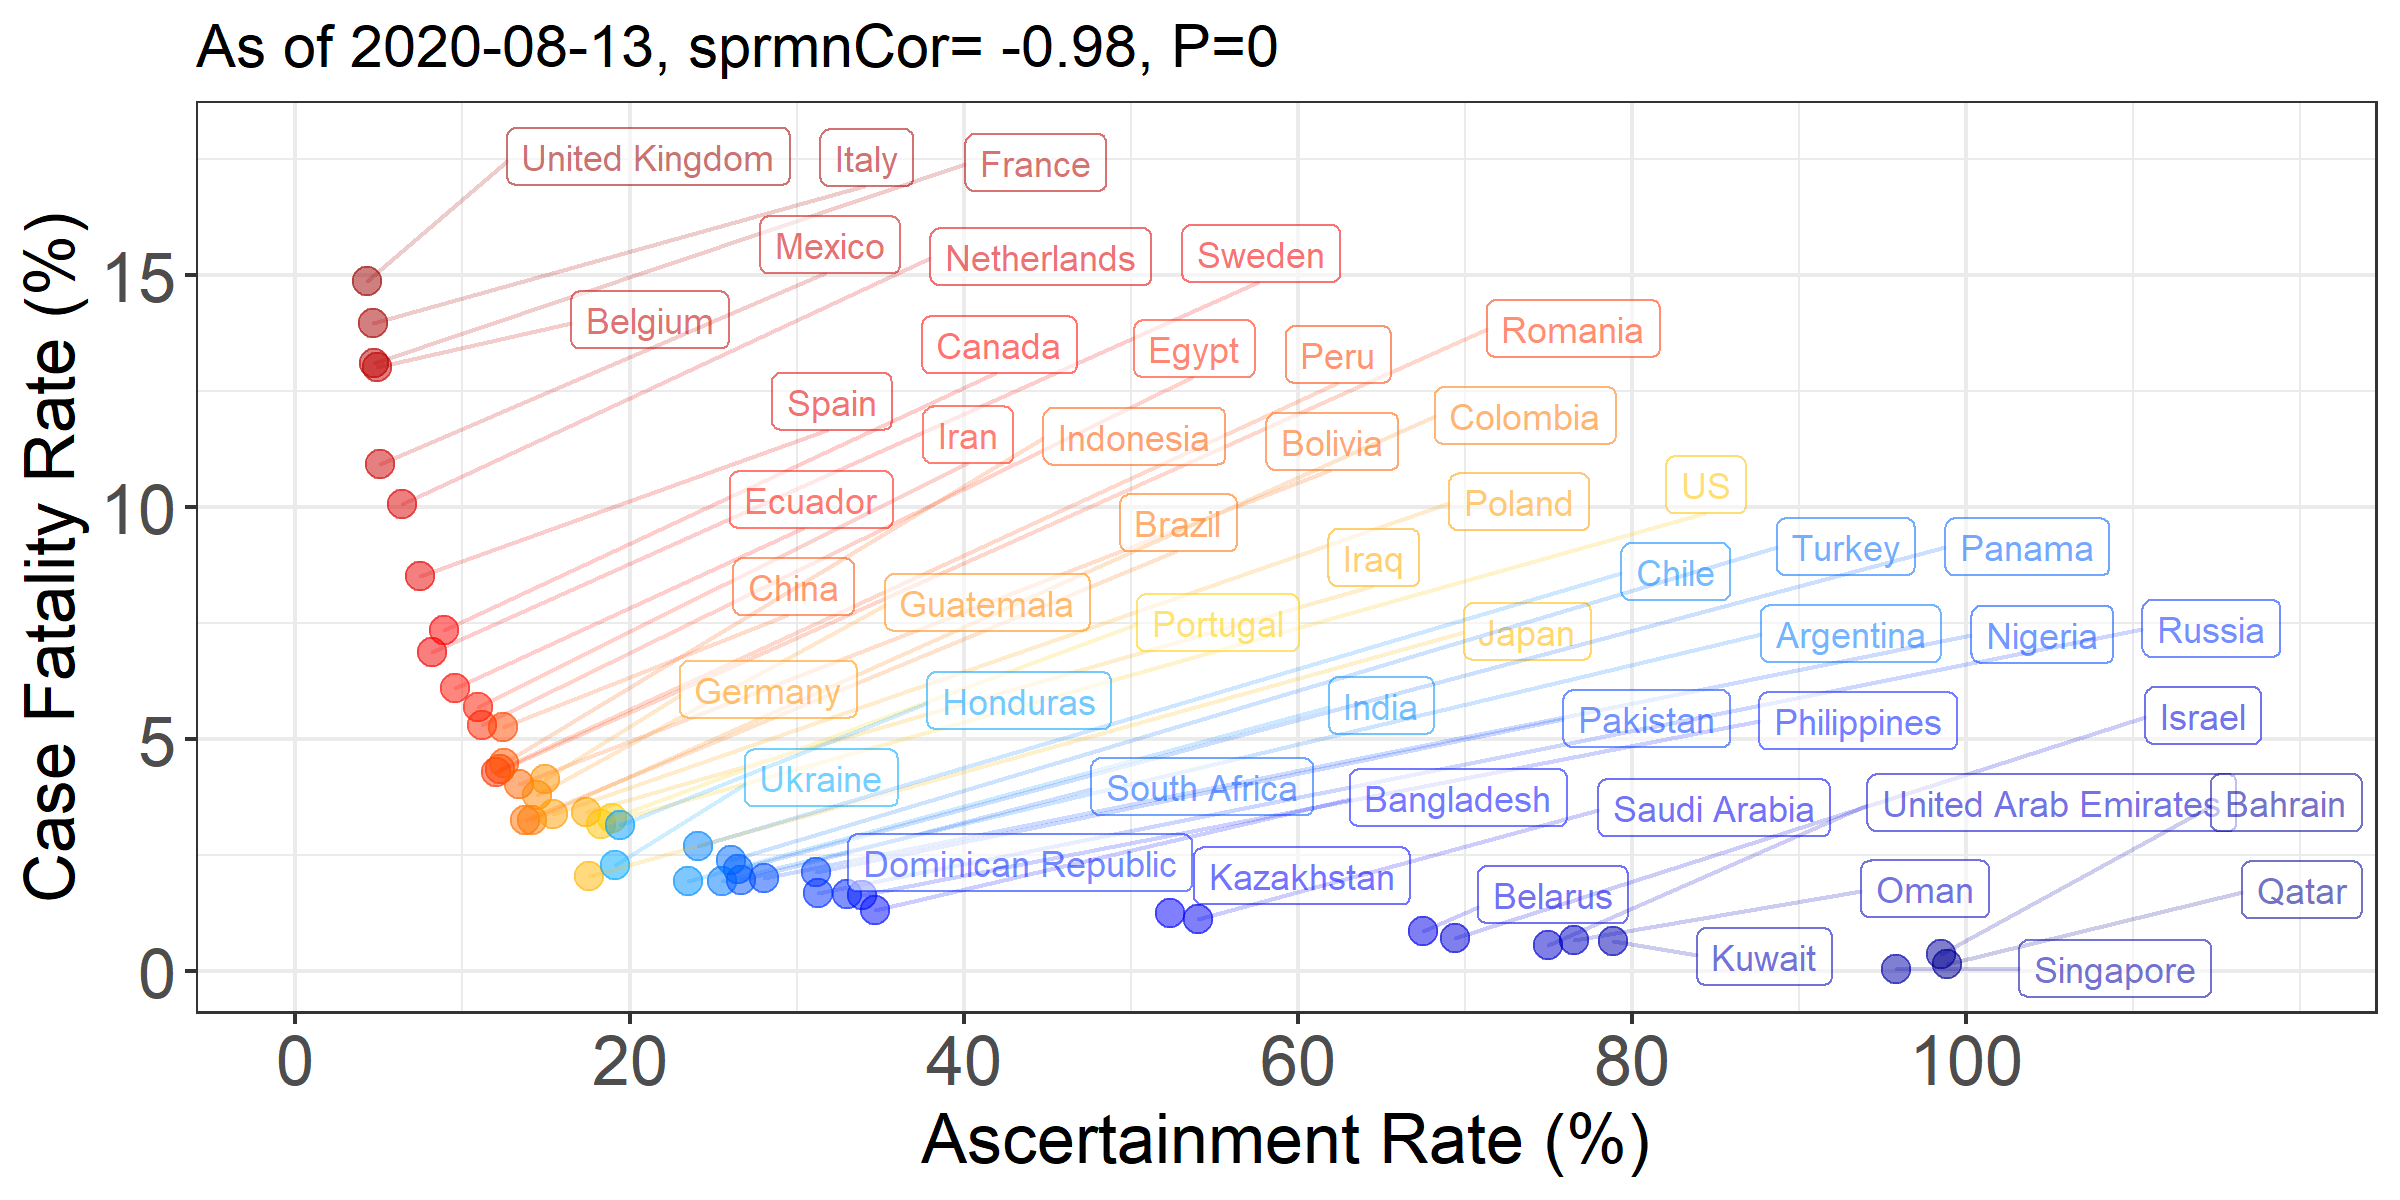 As of 2020-08-13, sprmnCor= -0.98, P=0
Case Fatality Rate (%)
15
10
5
0
United Kingdom
Italy
France
Mexico
Netherlands
Sweden
Belgium
Canada
Egypt
Peru
Romania
Spain
Iran
Indonesia
Bolivia
Colombia
Ecuador
Brazil
Poland
US
China
Guatemala
Iraq
Chile
Turkey
Panama
Portugal
Japan
Argentina
Nigeria
Russia
Germany
Honduras
India
Pakistan
Philippines
Israel
Ukraine
South Africa
Bangladesh
Saudi Arabia
United Arab Emirates
Bahrain
Dominican Republic
Kazakhstan
Belarus
Oman
Qatar
Kuwait
Singapore
0
20
40
60
80
100
Ascertainment Rate (%)